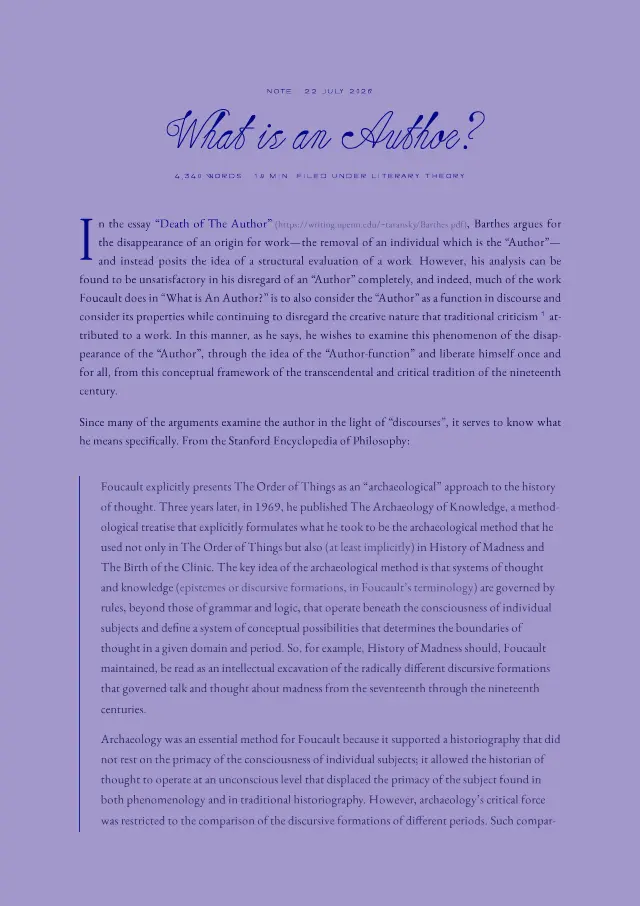 NOTE 22 JULY 2026
What is an Author?
4,340 WORDS 18 MIN FILED UNDER LITERARY THEORY
In the essay “Death of The Author” (https://writing.upenn.edu/~taransky/Barthes.pdf), Barthes argues for
the disappearance of an origin for work—the removal of an individual which is the “Author”—
and instead posits the idea of a structural evaluation of a work. However, his analysis can be
found to be unsatisfactory in his disregard of an “Author” completely, and indeed, much of the work
Foucault does in “What is An Author?” is to also consider the “Author” as a function in discourse and
consider its properties while continuing to disregard the creative nature that traditional criticism ¹ at-
tributed to a work. In this manner, as he says, he wishes to examine this phenomenon of the disap-
pearance of the “Author”, through the idea of the “Author-function” and liberate himself once and
for all, from this conceptual framework of the transcendental and critical tradition of the nineteenth
century.
Since many of the arguments examine the author in the light of “discourses”, it serves to know what
he means specifically. From the Stanford Encyclopedia of Philosophy:
Foucault explicitly presents The Order of Things as an “archaeological” approach to the history
of thought. Three years later, in 1969, he published The Archaeology of Knowledge, a method-
ological treatise that explicitly formulates what he took to be the archaeological method that he
used not only in The Order of Things but also (at least implicitly) in History of Madness and
The Birth of the Clinic. The key idea of the archaeological method is that systems of thought
and knowledge (epistemes or discursive formations, in Foucault’s terminology) are governed by
rules, beyond those of grammar and logic, that operate beneath the consciousness of individual
subjects and define a system of conceptual possibilities that determines the boundaries of
thought in a given domain and period. So, for example, History of Madness should, Foucault
maintained, be read as an intellectual excavation of the radically different discursive formations
that governed talk and thought about madness from the seventeenth through the nineteenth
centuries.
Archaeology was an essential method for Foucault because it supported a historiography that did
not rest on the primacy of the consciousness of individual subjects; it allowed the historian of
thought to operate at an unconscious level that displaced the primacy of the subject found in
both phenomenology and in traditional historiography. However, archaeology’s critical force
was restricted to the comparison of the discursive formations of different periods. Such compar-